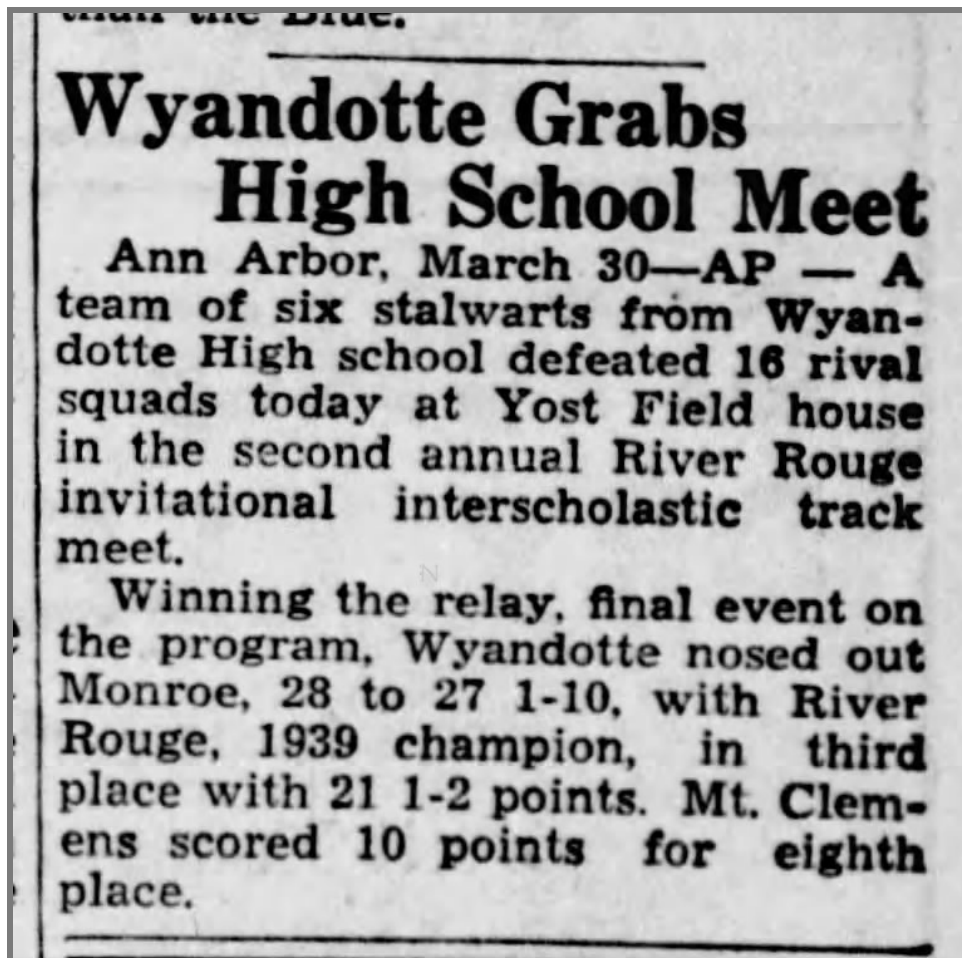 than the Blue.
Wyandotte Grabs
High School Meet
Ann Arbor, March 30—AP — A
team of six stalwarts from Wyan-
dotte High school defeated 16 rival
squads today at Yost Field house
in the second annual River Rouge
invitational interscholastic track
meet.
Winning the relay, final event on
the program, Wyandotte nosed out
Monroe, 28 to 27 1-10, with River
Rouge, 1939 champion, in third
place with 21 1-2 points. Mt. Clem-
ens scored 10 points for eighth
place.